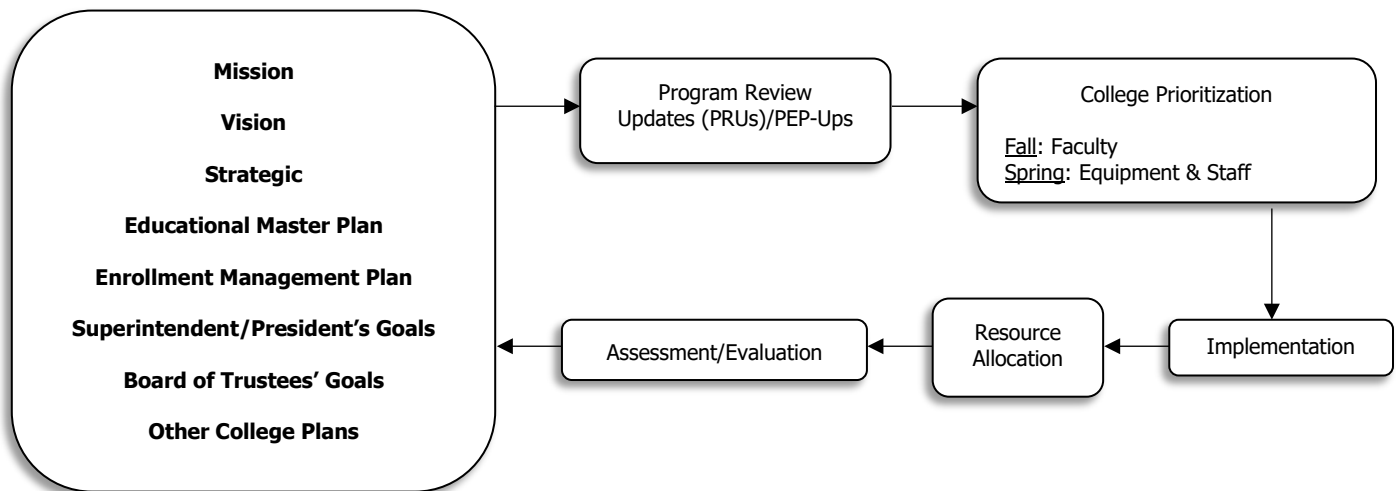 Mission
Vision
Strategic
Educational Master Plan
Enrollment Management Plan
Superintendent/President’s Goals
Board of Trustees’ Goals
Other College Plans
Program Review
Updates (PRUs)/PEP-Ups
College Prioritization
Fall: Faculty
Spring: Equipment & Staff
Implementation
Resource
Allocation
Assessment/Evaluation